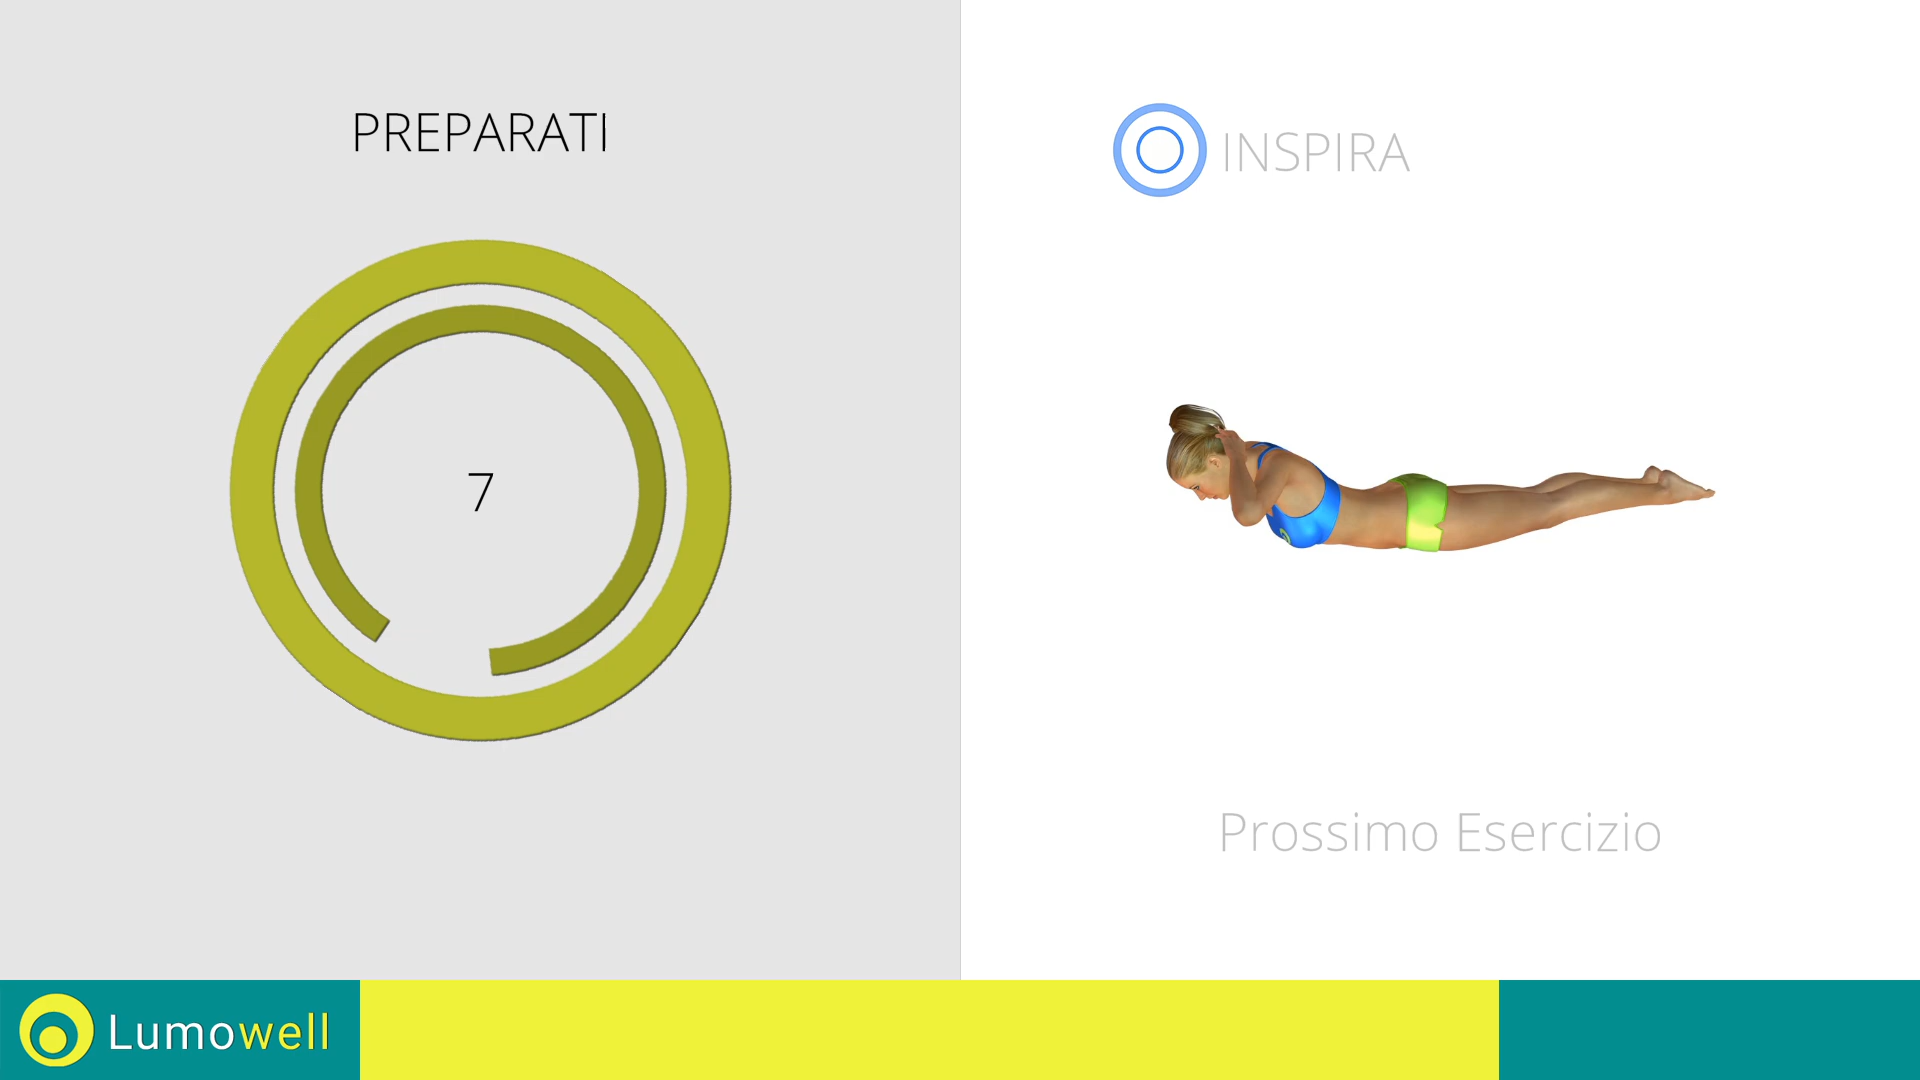 PREPARATI
7
INSPIRA
Prossimo Esercizio
Lumowell